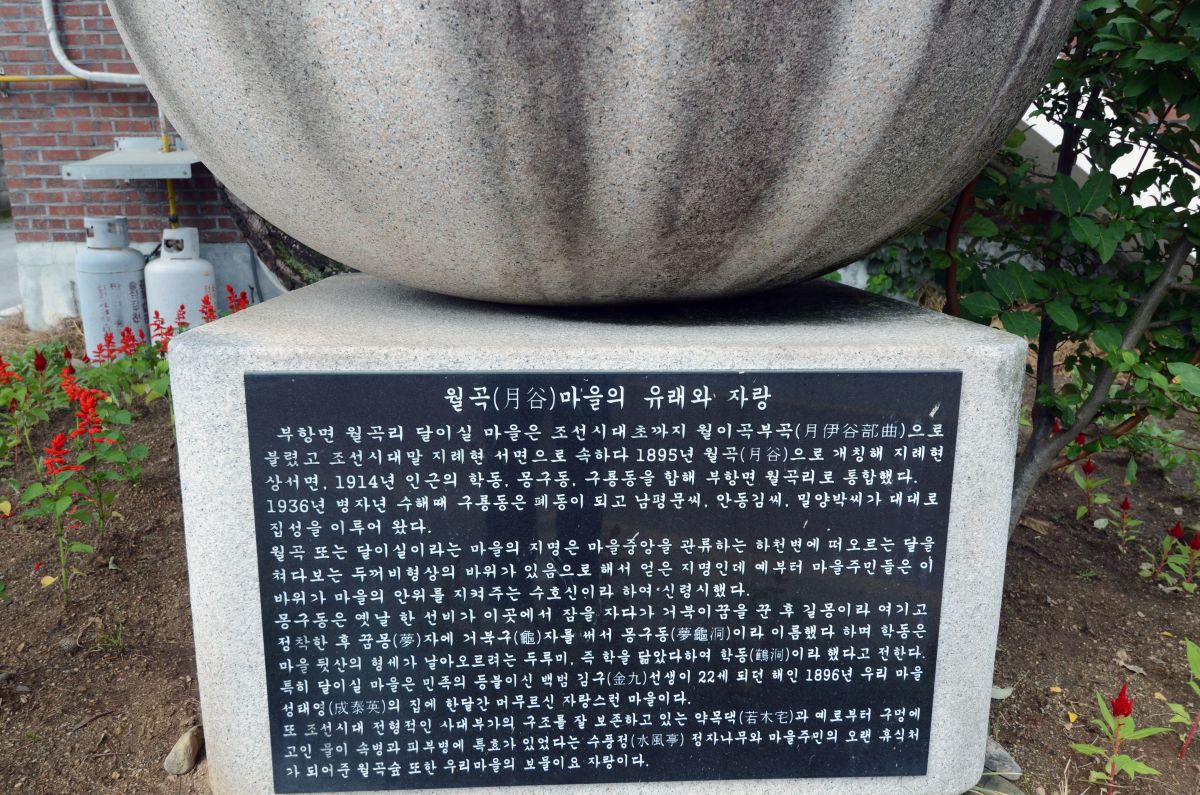 월곡(月谷)마을의 유래와 자랑
부항면 월곡리 달이실 마을은 조선시대초까지 월이곡부곡(月伊谷部曲)으로
불렸고 조선시대말 지례현 서면으로 속하다 1895년 월곡(月谷)으로 개칭해 지례현
상서면, 1914년 인근의 학동, 몽구동, 구룡동을 합해 부항면 월곡리로 통합했다.
1936년 병자년 수해때 구룡동은 폐동이 되고 남평문씨, 안동김씨, 밀양박씨가 대대로
집성을 이루어 왔다.
월곡 또는 달이실이라는 마을의 지명은 마을중앙을 관류하는 하천변에 떠오르는 달을
쳐다보는 두꺼비형상의 바위가 있음으로 해서 얻은 지명인데 예부터 마을주민들은 이
바위가 마을의 안위를 지켜주는 수호신이라 하여 신령시했다.
몽구동은 옛날 한 선비가 이곳에서 잠을 자다가 거북이꿈을 꾼 후 길몽이라 여기고
정착한 후 꿈몽(夢)자에 거북구(龜)자를 써서 몽구동(夢龜洞)이라 이름했다 하며 학동은
마을 뒷산의 형세가 날아오르려는 두루미, 즉 학을 닮았다하여 학동(鶴洞)이라 했다고 전한다.
특히 달이실 마을은 민족의 등불이신 백범 김구(金九)선생이 22세 되던 해인 1896년 우리 마을
성태영(成泰英)의 집에 한달간 머무르신 자랑스런 마을이다.
또 조선시대 전형적인 사대부가의 구조를 잘 보존하고 있는 약목댁(若木宅)과 예로부터 구멍에
고인 물이 속병과 피부병에 특효가 있었다는 수풍정(水風亭) 정자나무와 마을주민의 오랜 휴식처
가 되어준 월곡숲 또한 우리마을의 보물이요 자랑이다.